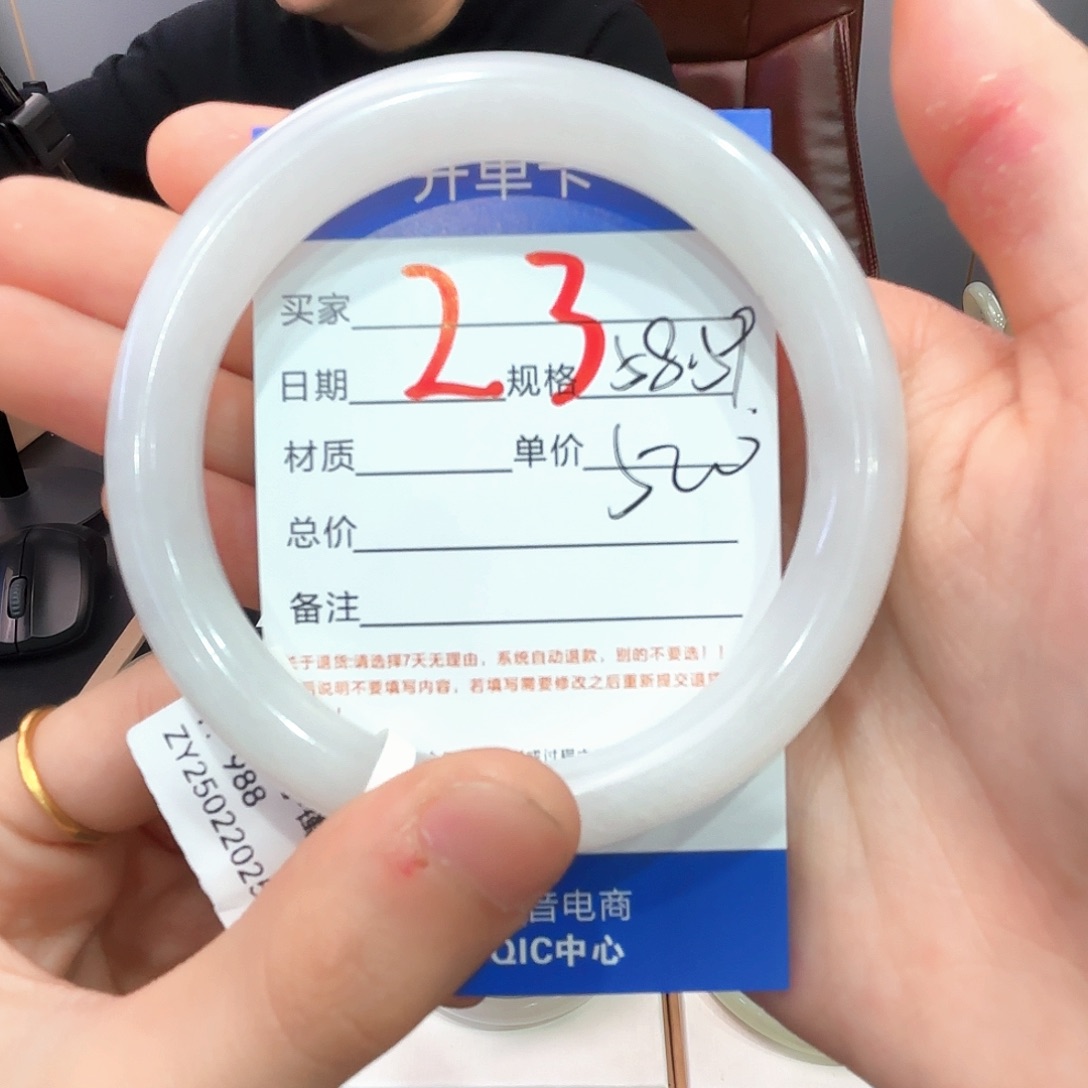 开单卡
23
买家
日期 规格 58.5
材质 单价 520
总价
备注
于退货:请选择7天无理由，系统自动退款，别的不要选！！
说明不要填写内容，若填写需要修改之后重新提交退
988
ZY2502202025
音电商
QIC中心